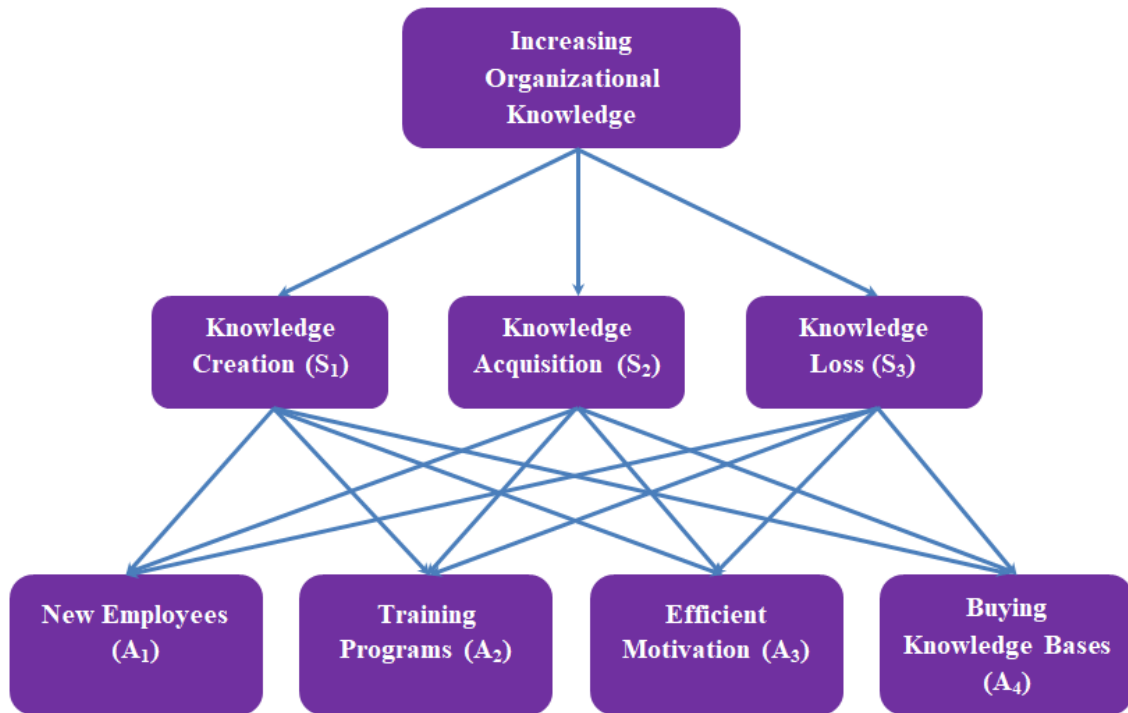 Increasing
Organizational
Knowledge
Knowledge
Creation (S₁)
Knowledge
Acquisition (S₂)
Knowledge
Loss (S₃)
New Employees
(A₁)
Training
Programs (A₂)
Efficient
Motivation (A₃)
Buying
Knowledge Bases
(A₄)